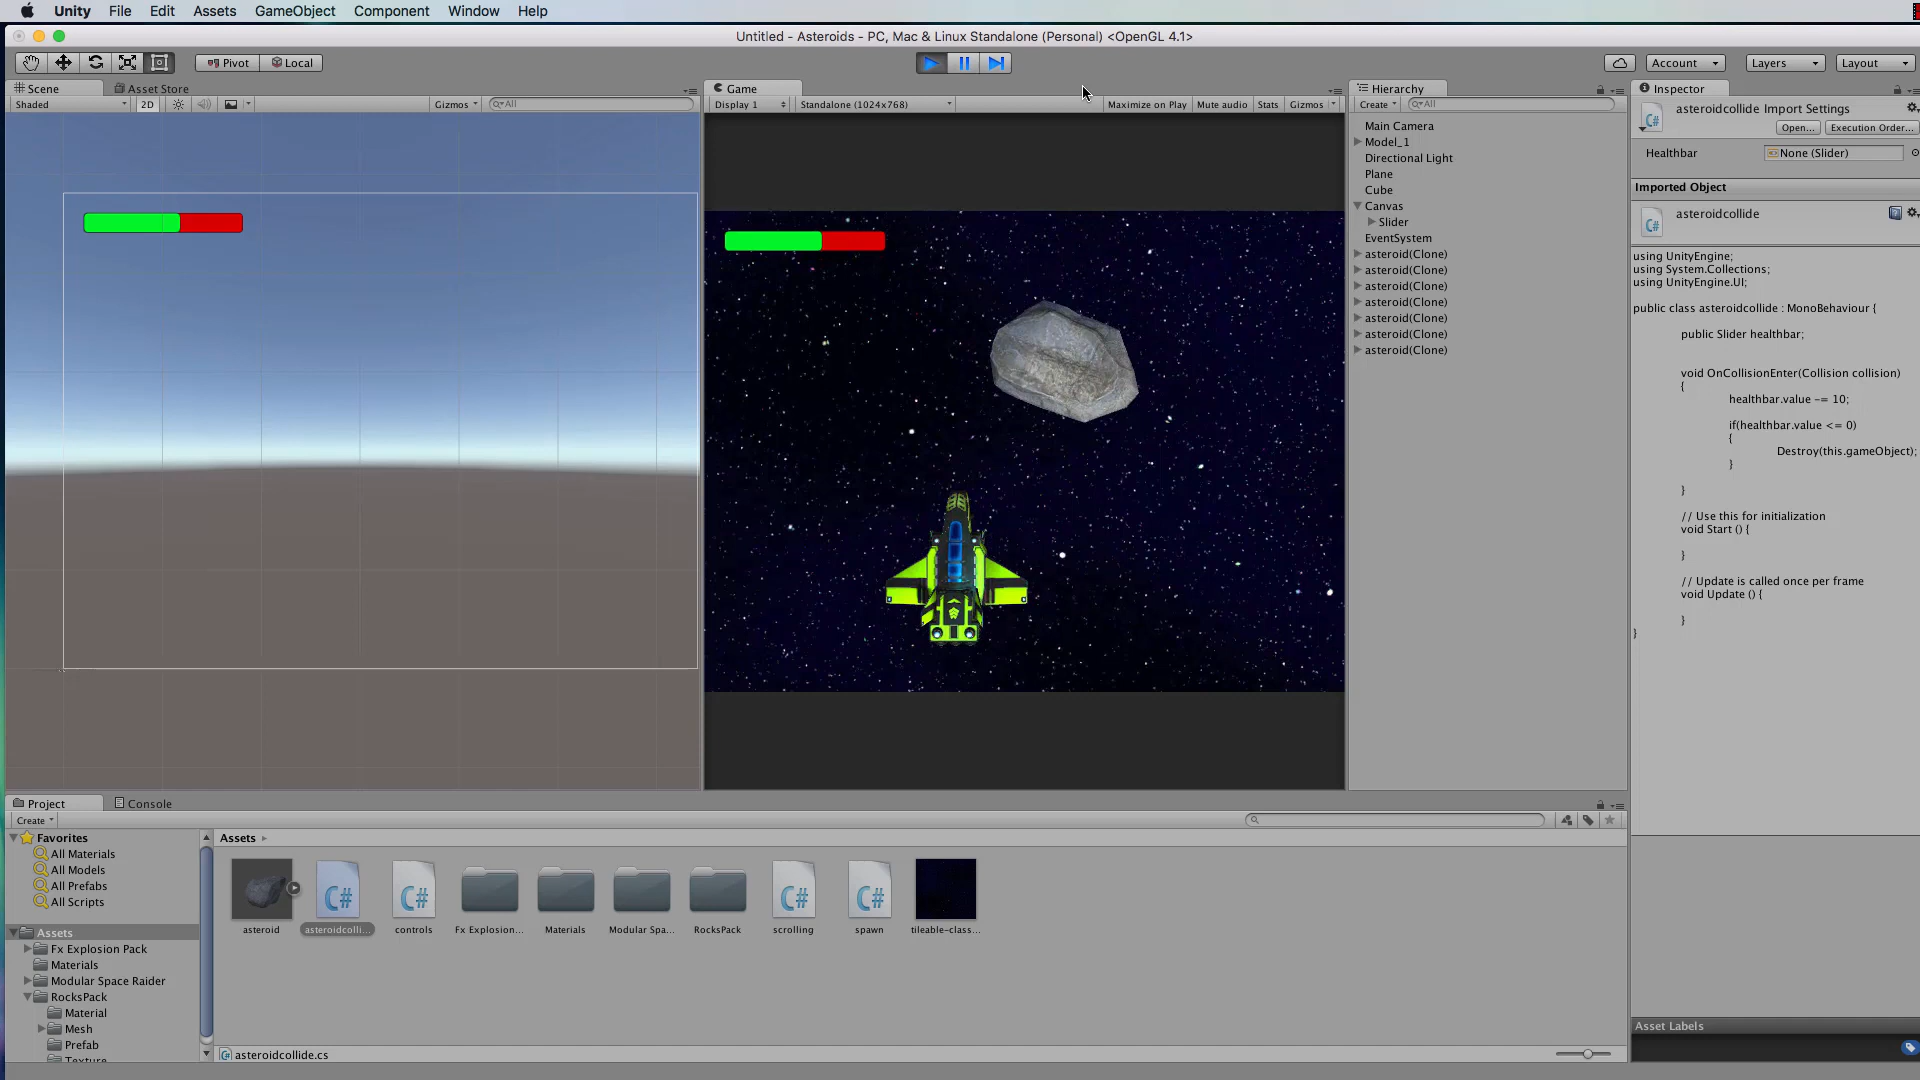 Unity File Edit Assets GameObject Component Window Help
Untitled - Asteroids - PC, Mac & Linux Standalone (Personal) <OpenGL 4.1>
Pivot Local Account Layers Layout
Scene Asset Store
Shaded 2D Gizmos All
Game
Display 1 Standalone (1024x768) Maximize on Play Mute audio Stats Gizmos
Hierarchy
Create All
Main Camera
Model_1
Directional Light
Plane
Cube
Canvas
Slider
EventSystem
asteroid(Clone)
asteroid(Clone)
asteroid(Clone)
asteroid(Clone)
asteroid(Clone)
asteroid(Clone)
asteroid(Clone)
Inspector
asteroidcollide Import Settings
Open... Execution Order...
Healthbar None (Slider)
Imported Object
asteroidcollide
using UnityEngine;
using System.Collections;
using UnityEngine.UI;
public class asteroidcollide : MonoBehaviour {
public Slider healthbar;
void OnCollisionEnter(Collision collision)
{
healthbar.value -= 10;
if(healthbar.value <= 0)
{
Destroy(this.gameObject);
}
}
// Use this for initialization
void Start () {
}
// Update is called once per frame
void Update () {
}
}
Asset Labels
Project Console
Create
Favorites
All Materials
All Models
All Prefabs
All Scripts
Assets
Fx Explosion Pack
Materials
Modular Space Raider
RocksPack
Material
Mesh
Prefab
Texture
Assets
C# C# C# C#
asteroid asteroidcolli... controls Fx Explosion... Materials Modular Spa... RocksPack scrolling spawn tileable-class...
asteroidcollide.cs